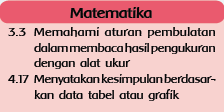 Matematika
3.3 Memahami aturan pembulatan
dalam membaca hasil pengukuran
dengan alat ukur
4.17 Menyatakan kesimpulan berdasar-
kan data tabel atau grafik